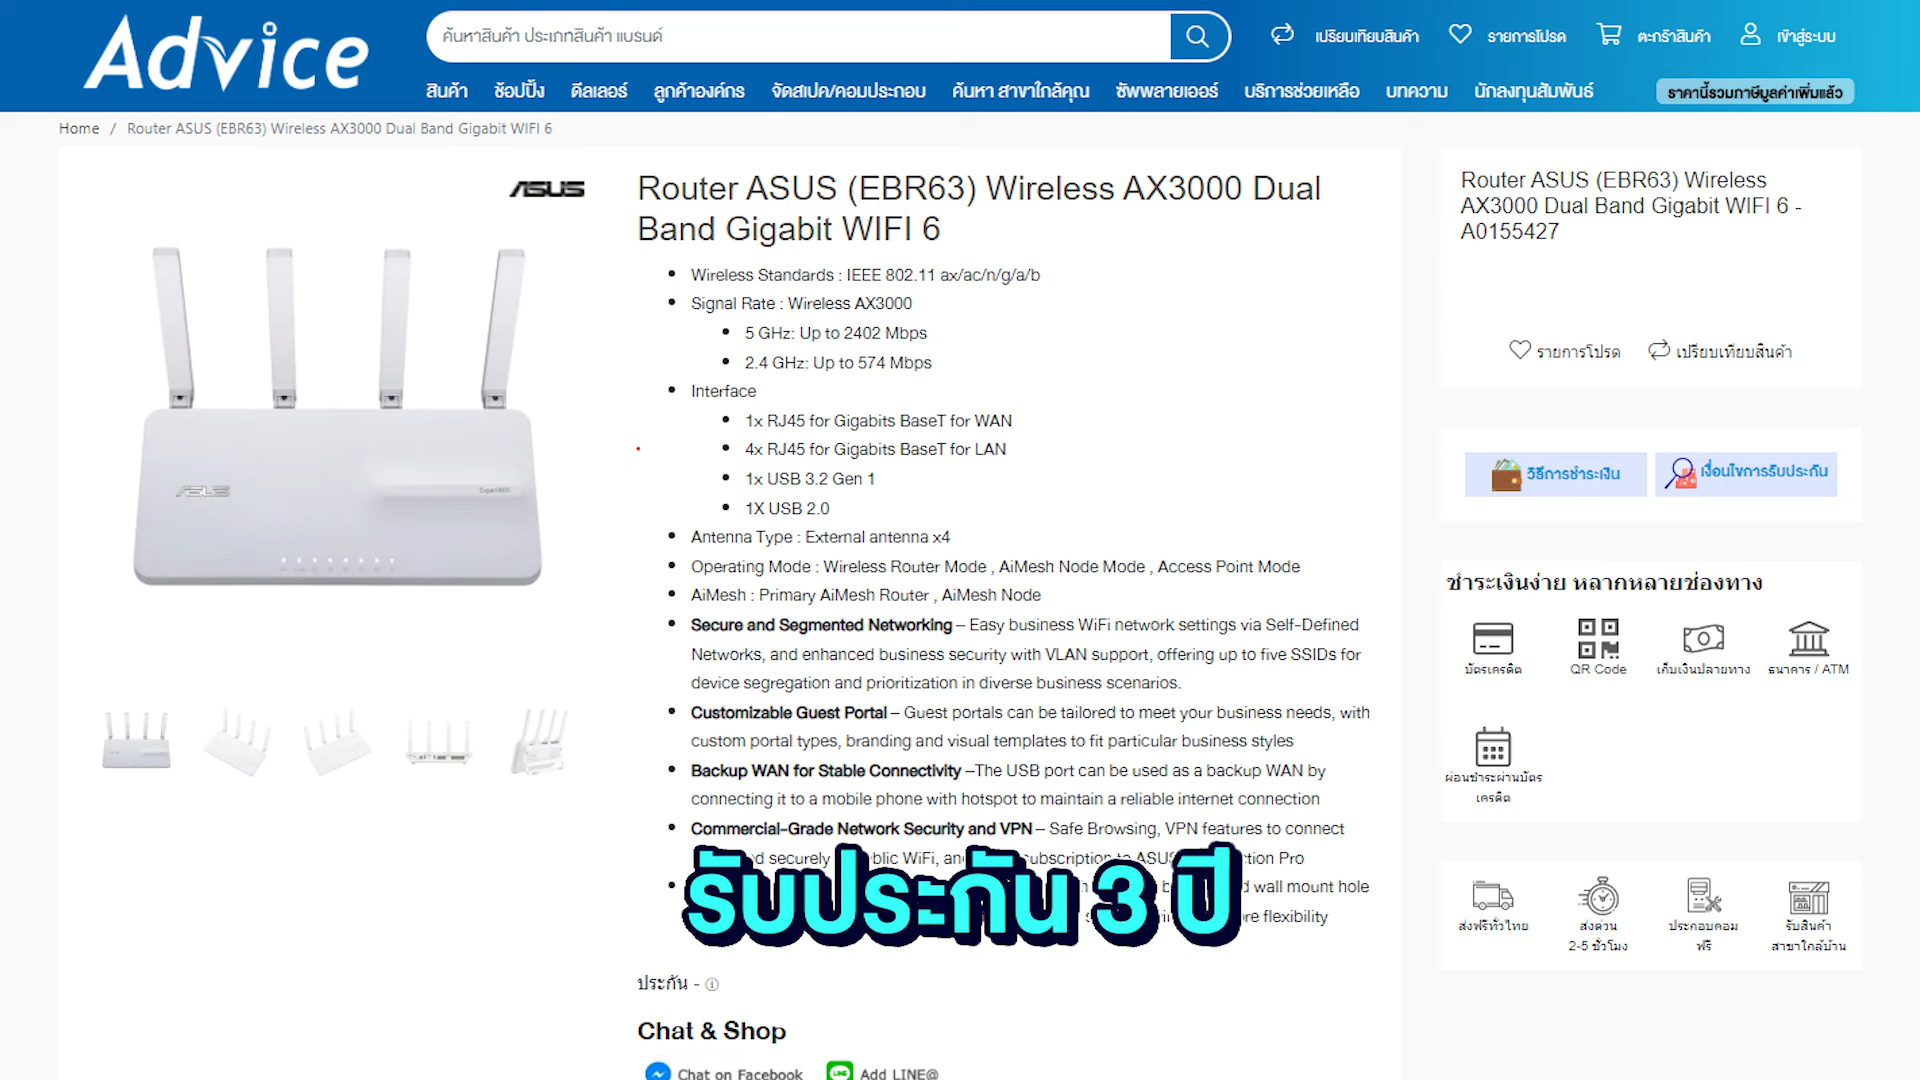 Advice
ค้นหาสินค้า ประเภทสินค้า แบรนด์
เปรียบเทียบสินค้า
รายการโปรด
ตะกร้าสินค้า
เข้าสู่ระบบ
สินค้า ช้อปปิ้ง ดีลเลอร์ ลูกค้าองค์กร จัดสเปค/คอมประกอบ ค้นหา สาขาใกล้คุณ ซัพพลายเออร์ บริการช่วยเหลือ บทความ นักลงทุนสัมพันธ์
ราคานี้รวมภาษีมูลค่าเพิ่มแล้ว
Home / Router ASUS (EBR63) Wireless AX3000 Dual Band Gigabit WIFI 6
ASUS
ASUS
ExpertWiFi
Router ASUS (EBR63) Wireless AX3000 Dual
Band Gigabit WIFI 6
Wireless Standards : IEEE 802.11 ax/ac/n/g/a/b
Signal Rate : Wireless AX3000
5 GHz: Up to 2402 Mbps
2.4 GHz: Up to 574 Mbps
Interface
1x RJ45 for Gigabits BaseT for WAN
4x RJ45 for Gigabits BaseT for LAN
1x USB 3.2 Gen 1
1X USB 2.0
Antenna Type : External antenna x4
Operating Mode : Wireless Router Mode , AiMesh Node Mode , Access Point Mode
AiMesh : Primary AiMesh Router , AiMesh Node
Secure and Segmented Networking – Easy business WiFi network settings via Self-Defined
Networks, and enhanced business security with VLAN support, offering up to five SSIDs for
device segregation and prioritization in diverse business scenarios.
Customizable Guest Portal – Guest portals can be tailored to meet your business needs, with
custom portal types, branding and visual templates to fit particular business styles
Backup WAN for Stable Connectivity –The USB port can be used as a backup WAN by
connecting it to a mobile phone with hotspot to maintain a reliable internet connection
Commercial-Grade Network Security and VPN – Safe Browsing, VPN features to connect
securely WiFi, ASUS Pro
wall mount hole
flexibility
รับประกัน 3 ปี
ประกัน -
Chat & Shop
Chat on Facebook
LINE
Add LINE@
Router ASUS (EBR63) Wireless
AX3000 Dual Band Gigabit WIFI 6 -
A0155427
รายการโปรด
เปรียบเทียบสินค้า
วิธีการชำระเงิน
เงื่อนไขการรับประกัน
ชำระเงินง่าย หลากหลายช่องทาง
บัตรเครดิต
QR Code
เก็บเงินปลายทาง
ธนาคาร / ATM
ผ่อนชำระผ่านบัตร
เครดิต
ส่งฟรีทั่วไทย
ส่งด่วน
2-5 ชั่วโมง
ประกอบคอม
ฟรี
รับสินค้า
สาขาใกล้บ้าน